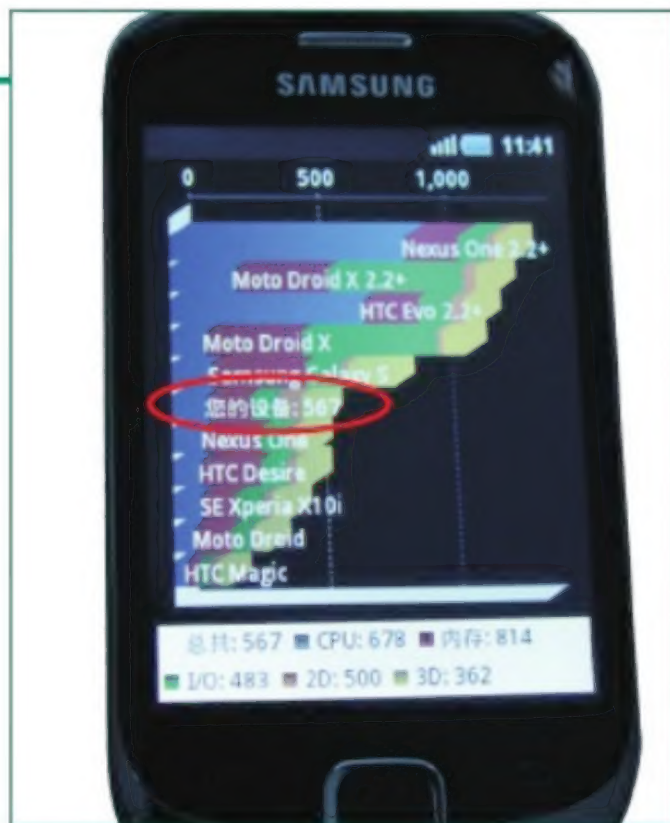 SAMSUNG
11:41
0 500 1,000
Nexus One 2.2+
Moto Droid X 2.2+
HTC Evo 2.2+
Moto Droid X
Samsung Galaxy S
您的设备: 567
Nexus One
HTC Desire
SE Xperia X10i
Moto Droid
HTC Magic
总共: 567 CPU: 678 内存: 814
I/O: 483 2D: 500 3D: 362